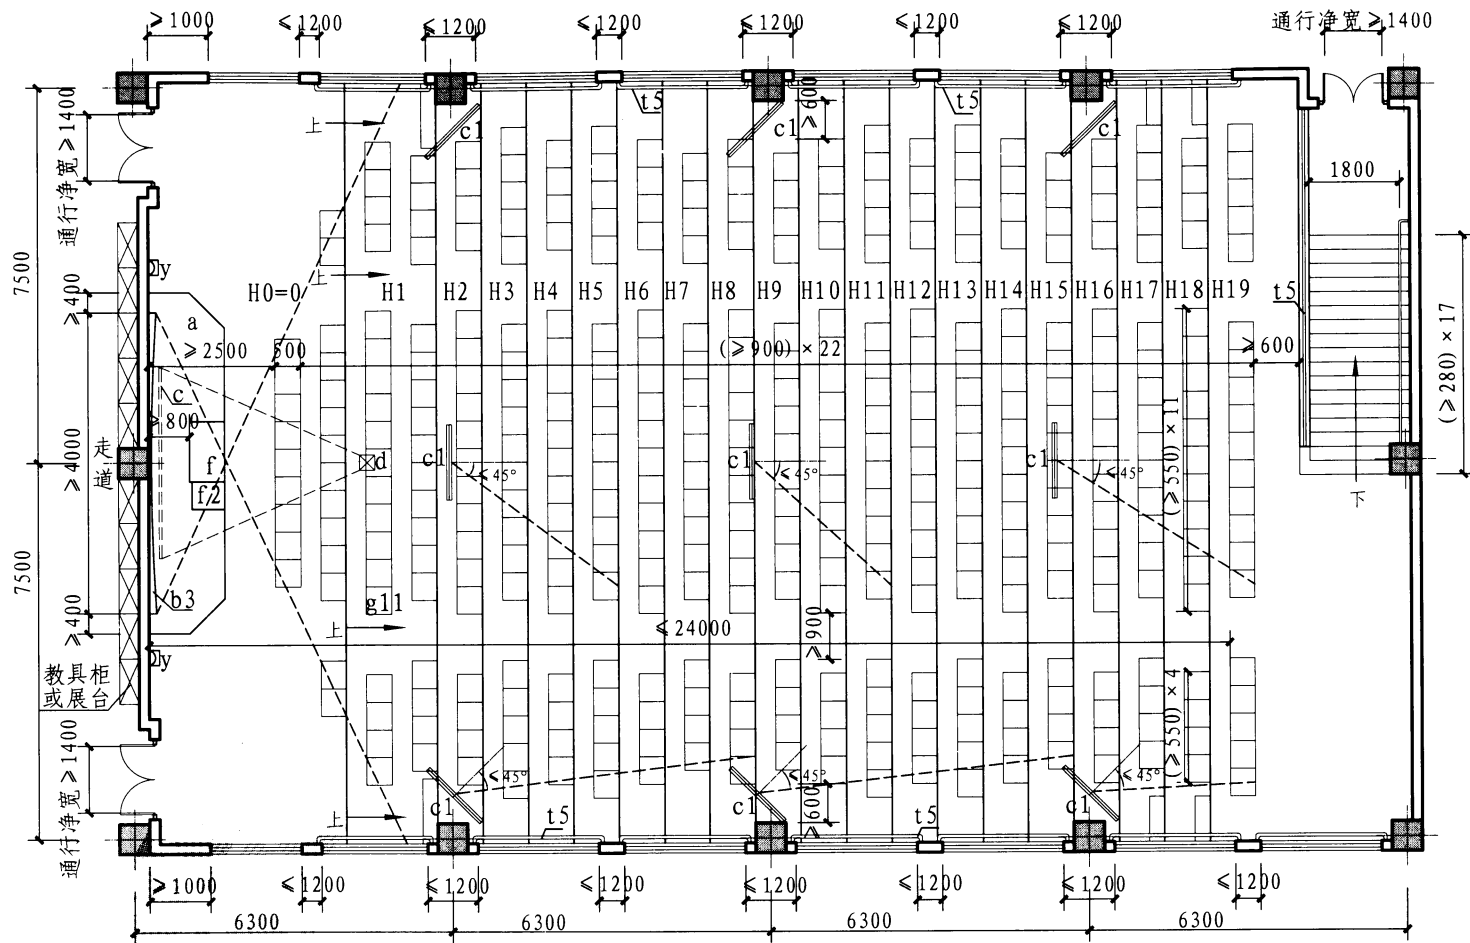 ≥1000
≤1200
≤1200
≤1200
≤1200
≤1200
≤1200
通行净宽≥1400
通行净宽≥1400
上
c1
t5
c1
≥600
t5
c1
1800
7500
y
上
H0=0
H1
H2
H3
H4
H5
H6
H7
H8
H9
H10
H11
H12
H13
H14
H15
H16
H17
H18
H19
t5
≥400
a
≥2500
500
(≥900)×22
≥600
(≥280)×17
c
≥800
≥4000
走道
f
f2
d
c1
≤45°
c1
≤45°
c1
≤45°
(≥550)×11
下
7500
b3
g11
≥400
上
≤24000
≥900
y
教具柜
或展台
(≥550)×4
通行净宽≥1400
≤45°
≤45°
≤45°
c1
c1
c1
上
t5
≥600
t5
≥1000
≤1200
≤1200
≤1200
≤1200
≤1200
≤1200
≤1200
6300
6300
6300
6300